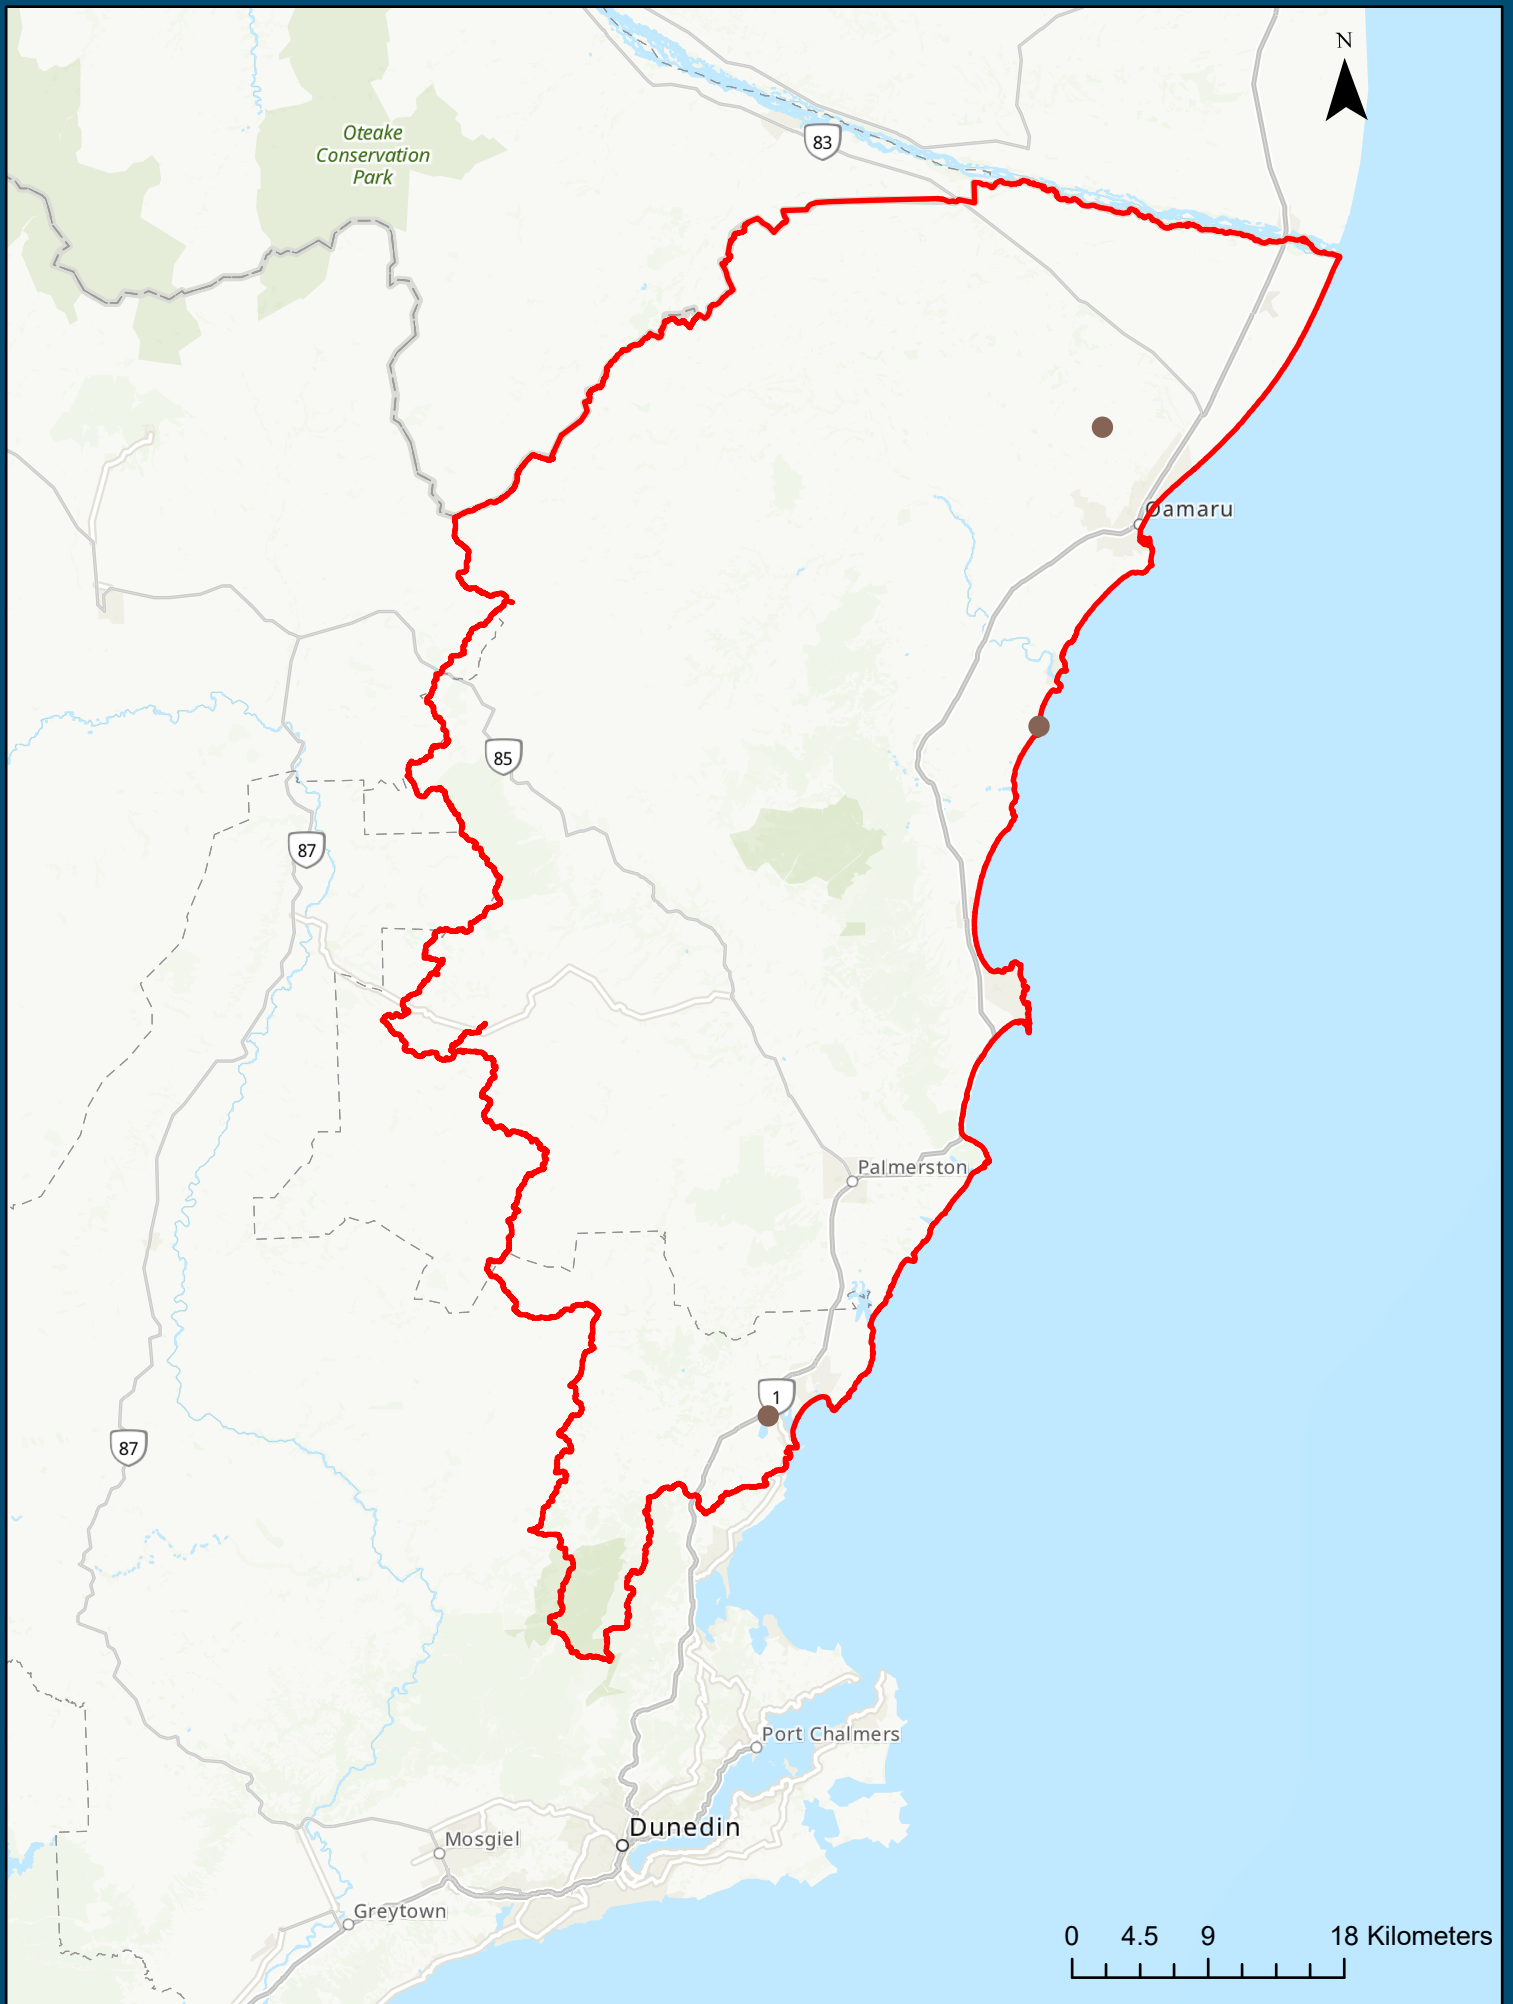 N
Oteake
Conservation
Park
83
Oamaru
85
87
Palmerston
1
87
Port Chalmers
Dunedin
Mosgiel
Greytown
0 4.5 9 18 Kilometers